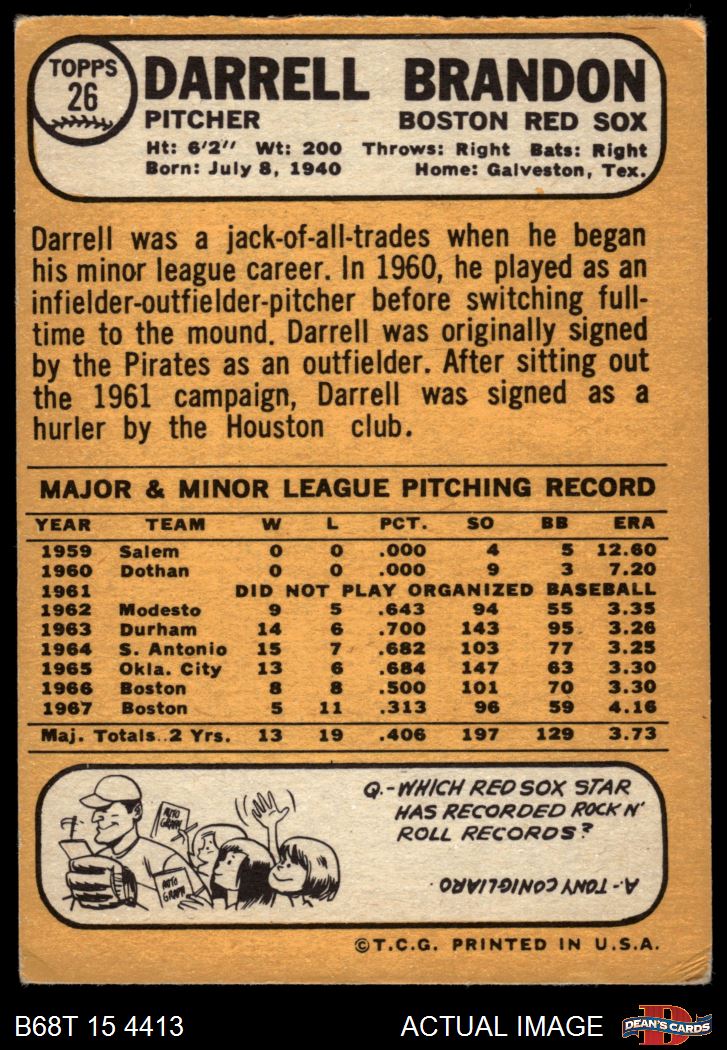 TOPPS
26
DARRELL BRANDON
PITCHER BOSTON RED SOX
Ht: 6'2" Wt: 200 Throws: Right Bats: Right
Born: July 8, 1940 Home: Galveston, Tex.
Darrell was a jack-of-all-trades when he began
his minor league career. In 1960, he played as an
infielder-outfielder-pitcher before switching full-
time to the mound. Darrell was originally signed
by the Pirates as an outfielder. After sitting out
the 1961 campaign, Darrell was signed as a
hurler by the Houston club.
MAJOR & MINOR LEAGUE PITCHING RECORD
YEAR TEAM W L PCT. SO BB ERA
1959 Salem 0 0 .000 4 5 12.60
1960 Dothan 0 0 .000 9 3 7.20
1961 DID NOT PLAY ORGANIZED BASEBALL
1962 Modesto 9 5 .643 94 55 3.35
1963 Durham 14 6 .700 143 95 3.26
1964 S. Antonio 15 7 .682 103 77 3.25
1965 Okla. City 13 6 .684 147 63 3.30
1966 Boston 8 8 .500 101 70 3.30
1967 Boston 5 11 .313 96 59 4.16
Maj. Totals..2 Yrs. 13 19 .406 197 129 3.73
AUTO
GRAPH
AUTO
GRAPH
Q.-WHICH RED SOX STAR
HAS RECORDED ROCK N'
ROLL RECORDS?
A.-TONY CONIGLIARO.
©T.C.G. PRINTED IN U.S.A.
B68T 15 4413 ACTUAL IMAGE
D
DEAN'S CARDS